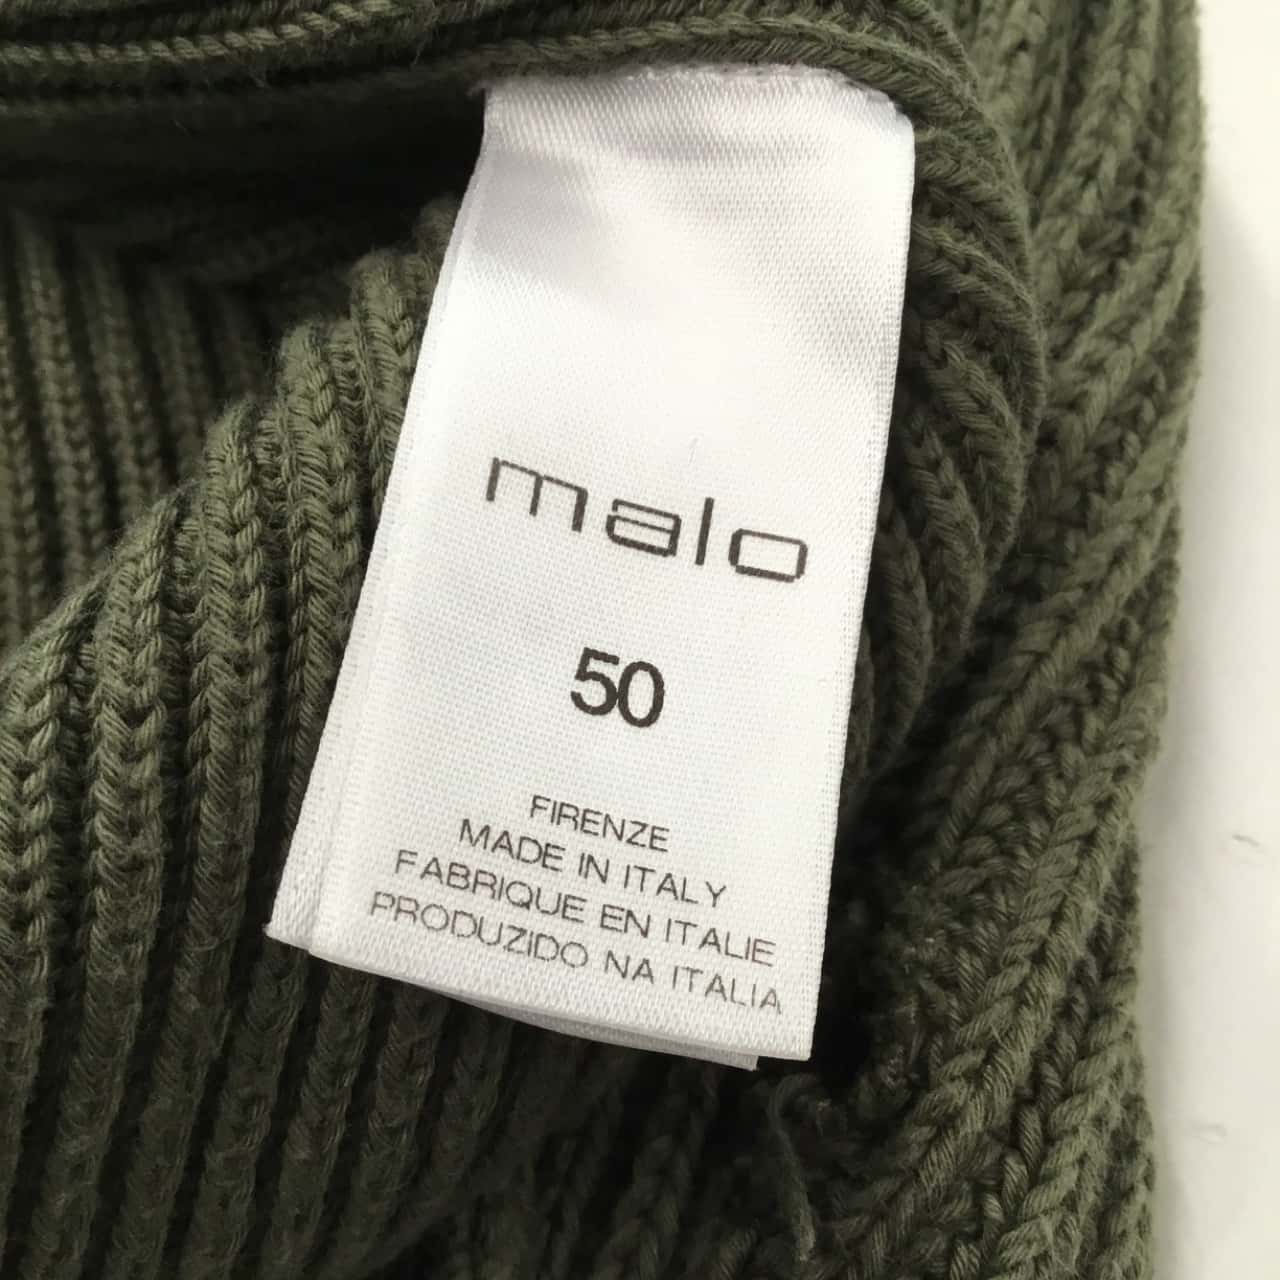 malo
50
FIRENZE
MADE IN ITALY
FABRIQUE EN ITALIE
PRODUZIDO NA ITALIA